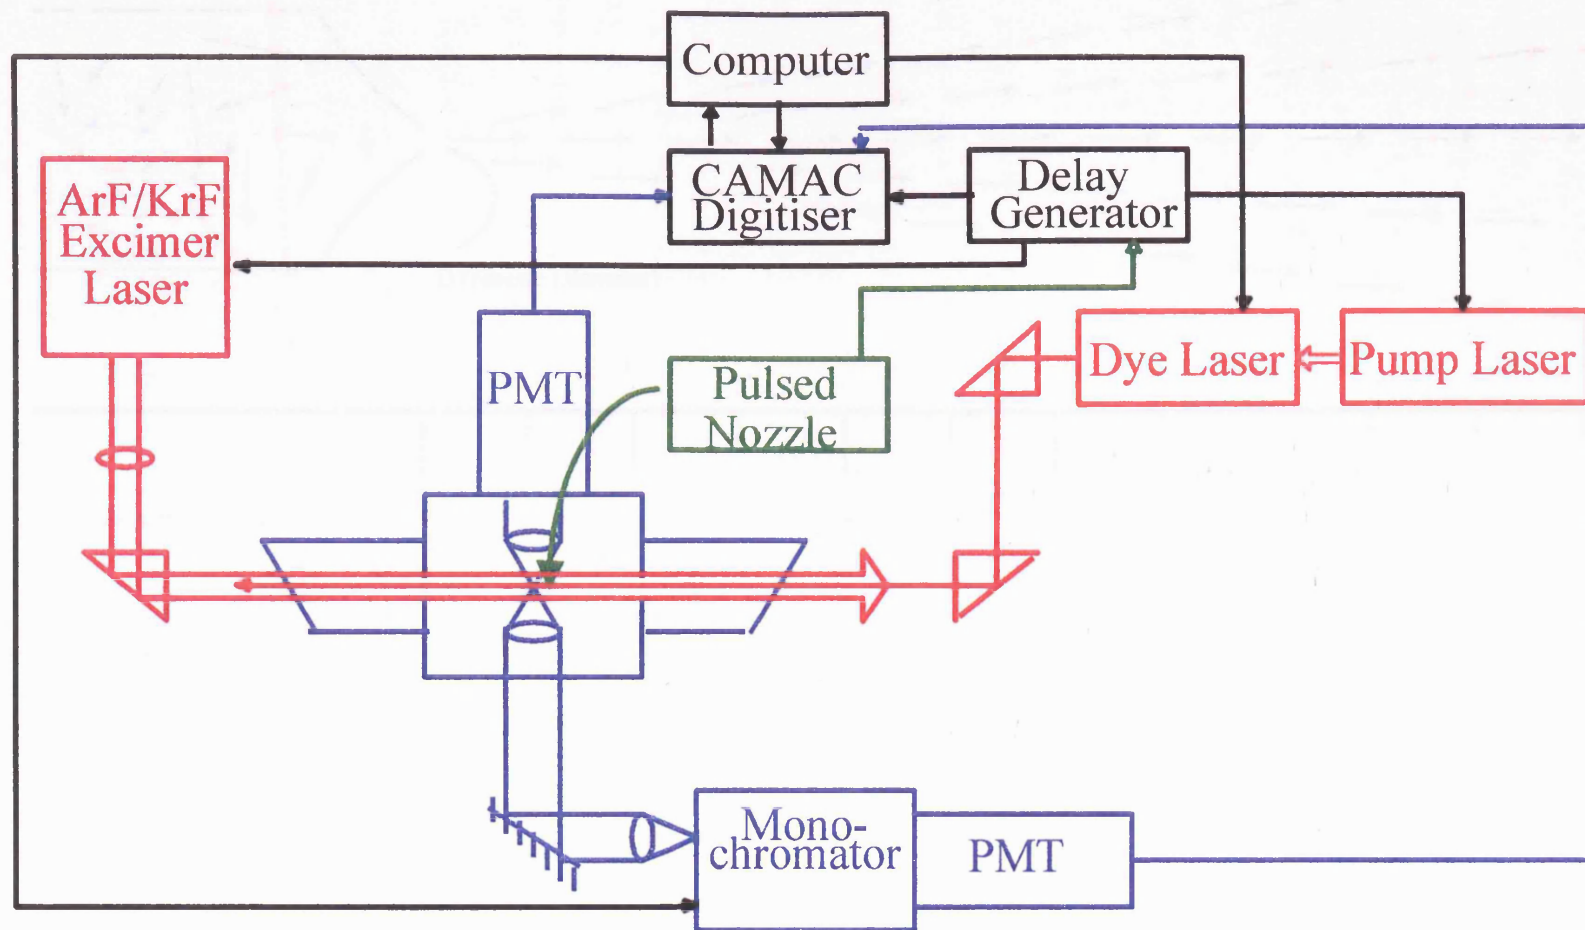 Computer
CAMAC
Digitiser
Delay
Generator
ArF/KrF
Excimer
Laser
PMT
Pulsed
Nozzle
Dye Laser
Pump Laser
Mono-
chromator
PMT